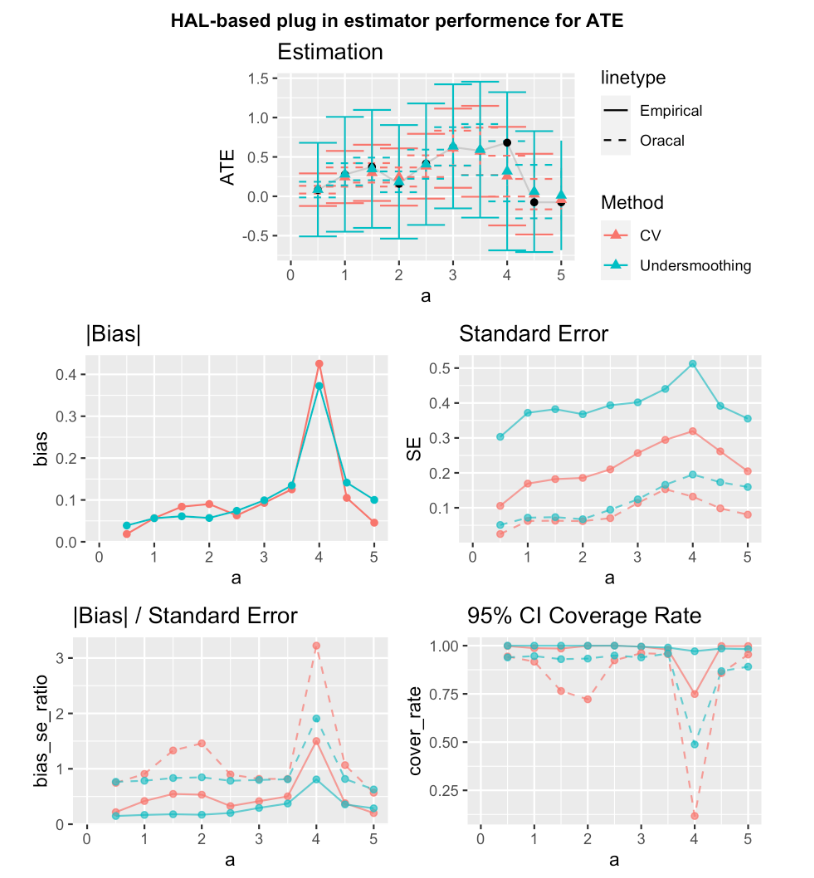 HAL-based plug in estimator performence for ATE
Estimation
ATE
1.5
1.0
0.5
0.0
-0.5
0 1 2 3 4 5
a
linetype
Empirical
Oracal
Method
CV
Undersmoothing
|Bias|
bias
0.4
0.3
0.2
0.1
0.0
0 1 2 3 4 5
a
Standard Error
SE
0.5
0.4
0.3
0.2
0.1
0 1 2 3 4 5
a
|Bias| / Standard Error
bias_se_ratio
3
2
1
0
0 1 2 3 4 5
a
95% CI Coverage Rate
cover_rate
1.00
0.75
0.50
0.25
0 1 2 3 4 5
a